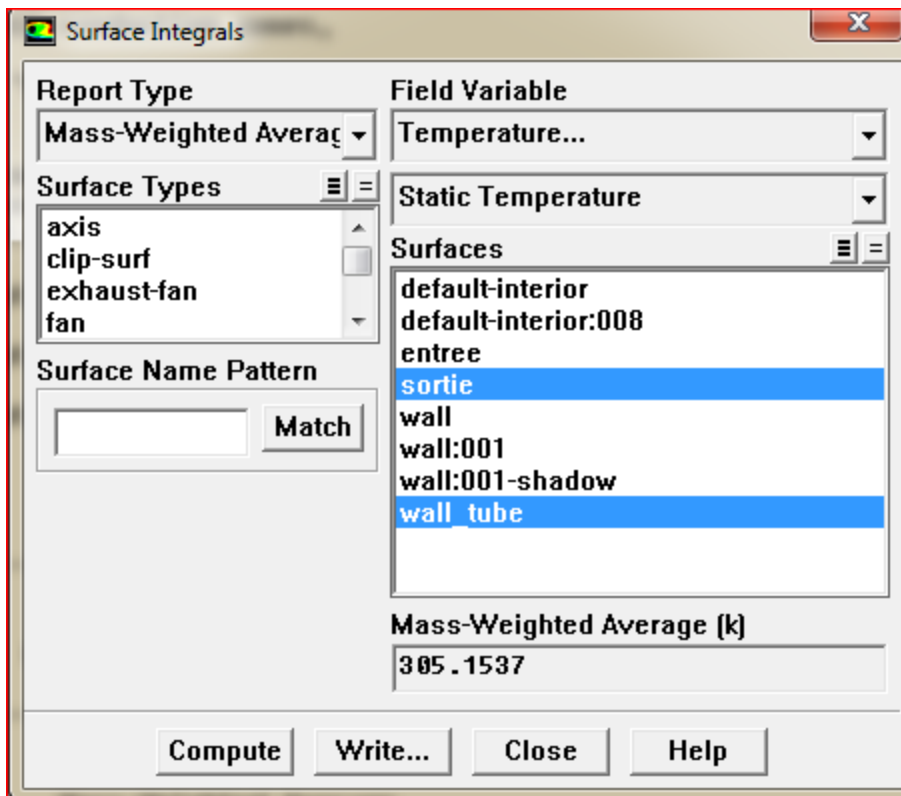 Surface Integrals
Report Type
Mass-Weighted Averag
Surface Types
axis
clip-surf
exhaust-fan
fan
Surface Name Pattern
Match
Field Variable
Temperature...
Static Temperature
Surfaces
default-interior
default-interior:008
entree
sortie
wall
wall:001
wall:001-shadow
wall_tube
Mass-Weighted Average (k)
305.1537
Compute Write... Close Help